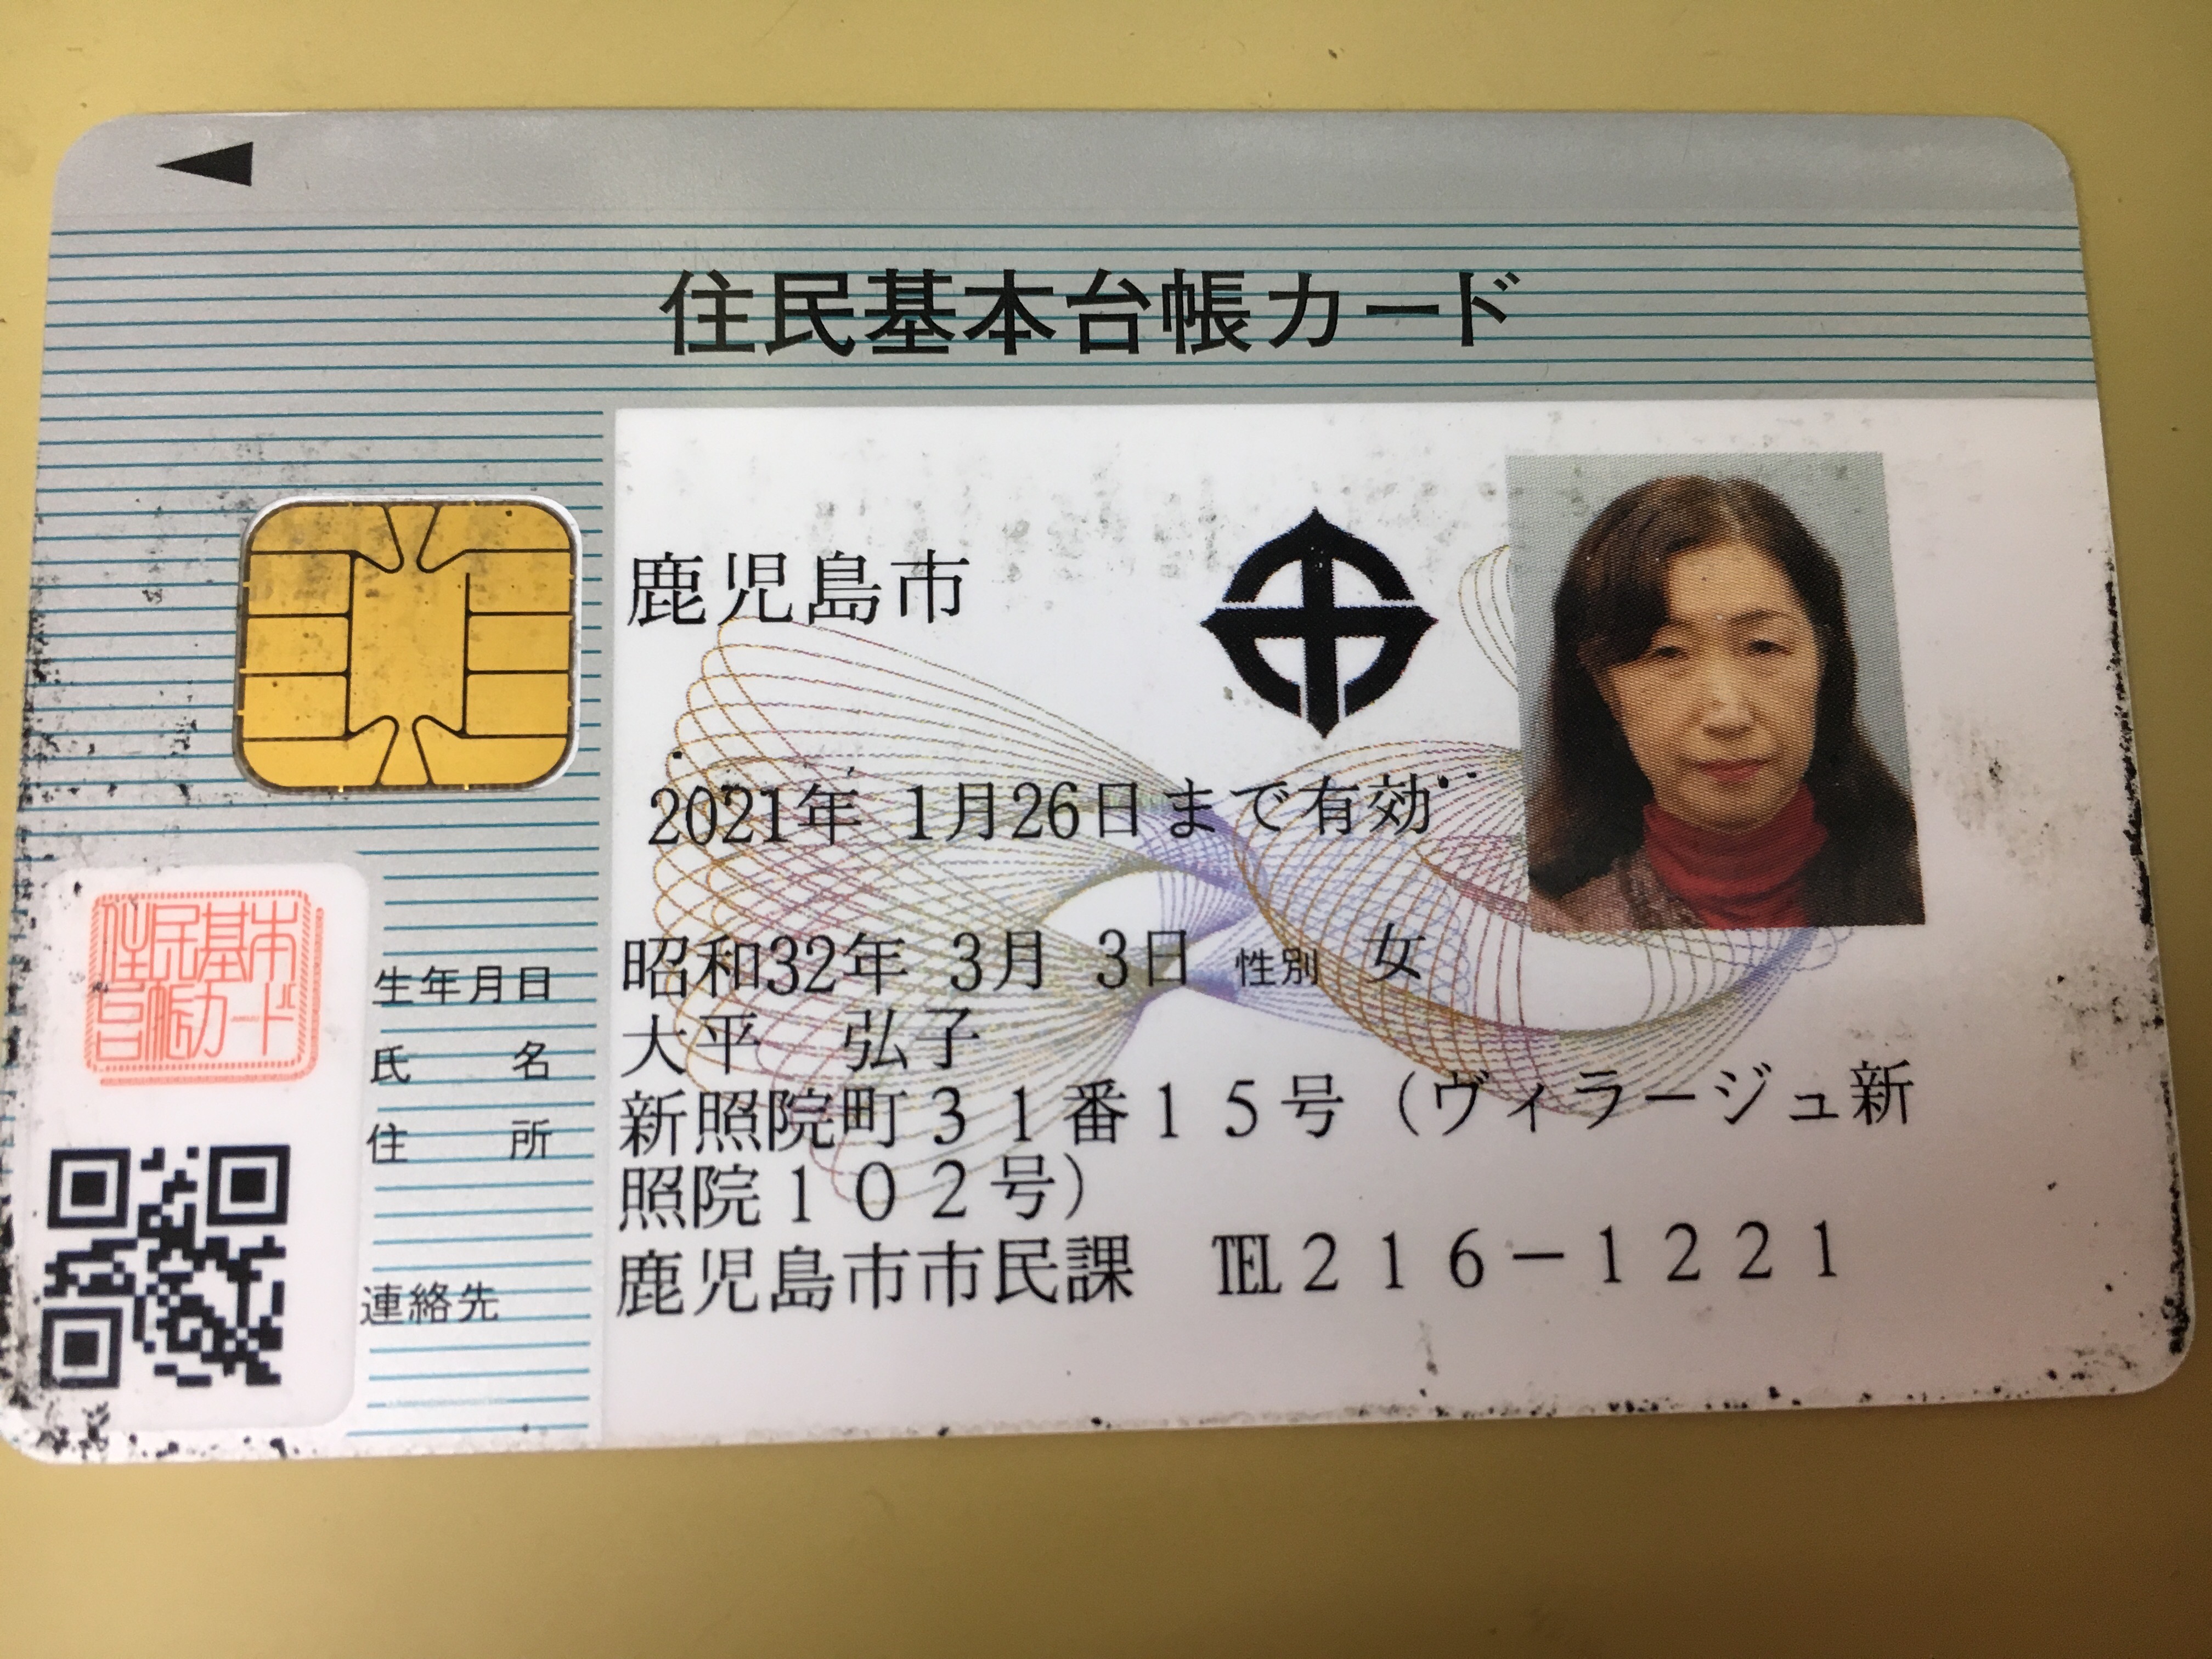 住民基本台帳カード
鹿児島市
2021年 1月26日まで有効
生年月日 昭和32年 3月 3日 性別 女
氏名 大平 弘子
住所 新照院町３１番１５号（ヴィラージュ新
照院１０２号）
連絡先 鹿児島市市民課 ℡２１６－１２２１
住民基本
台帳カード